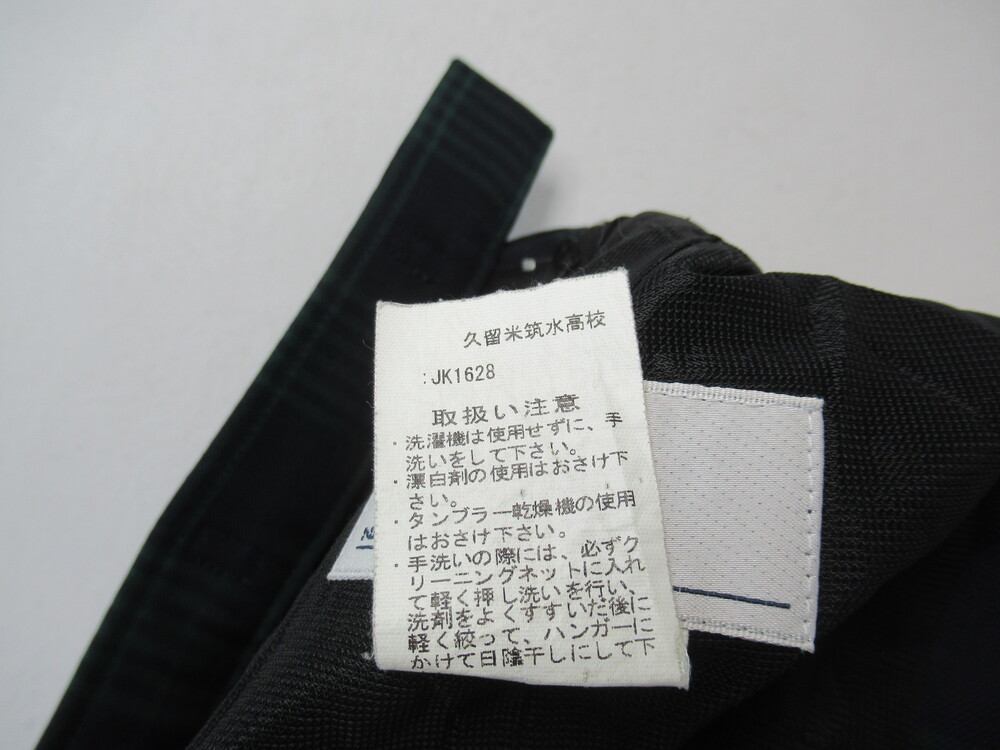 久留米筑水高校
:JK1628
取扱い注意
・洗濯機は使用せずに、手
洗いをして下さい。
・漂白剤の使用はおさけ下
さい。
・タンブラー乾燥機の使用
はおさけ下さい。
・手洗いの際には、必ずク
リーニングネットに入れ
て軽く押し洗いを行い、
洗剤をよくすすいだ後に
軽く絞って、ハンガーに
かけて日陰干しにして下